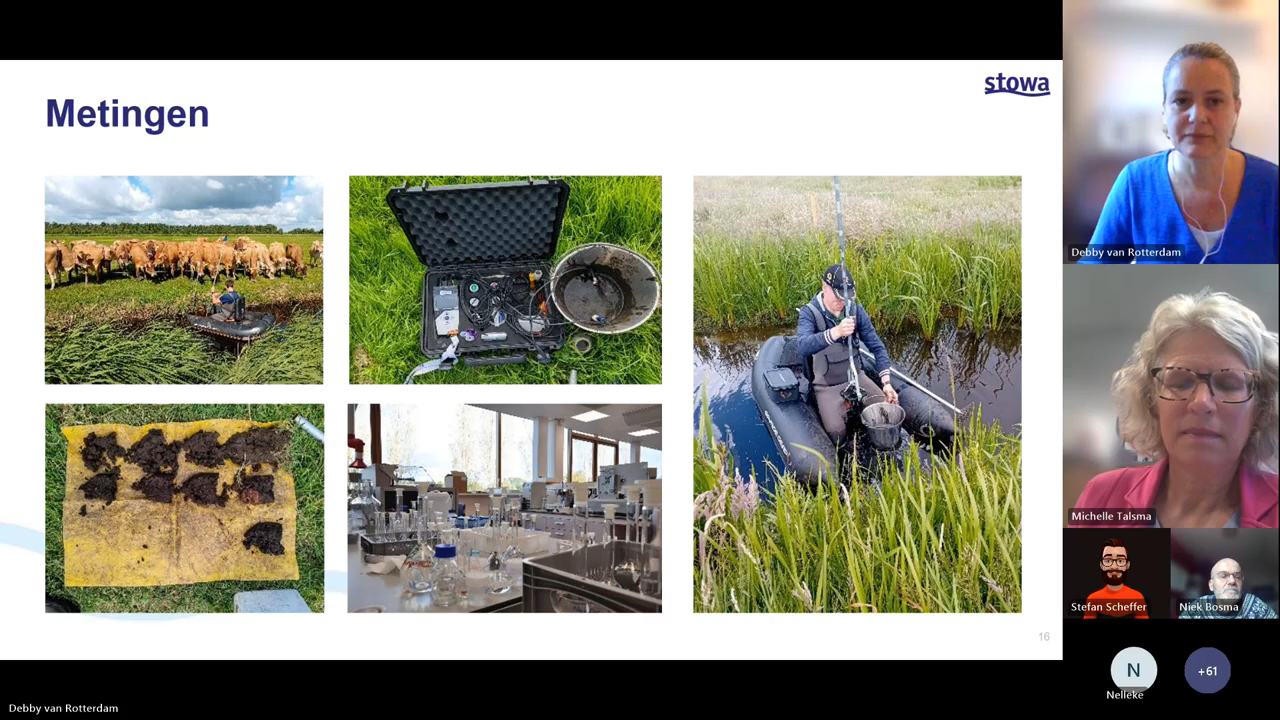 stowa
Metingen
16
Debby van Rotterdam
Michelle Talsma
Stefan Scheffer
Niek Bosma
N
+61
Nelleke
Debby van Rotterdam